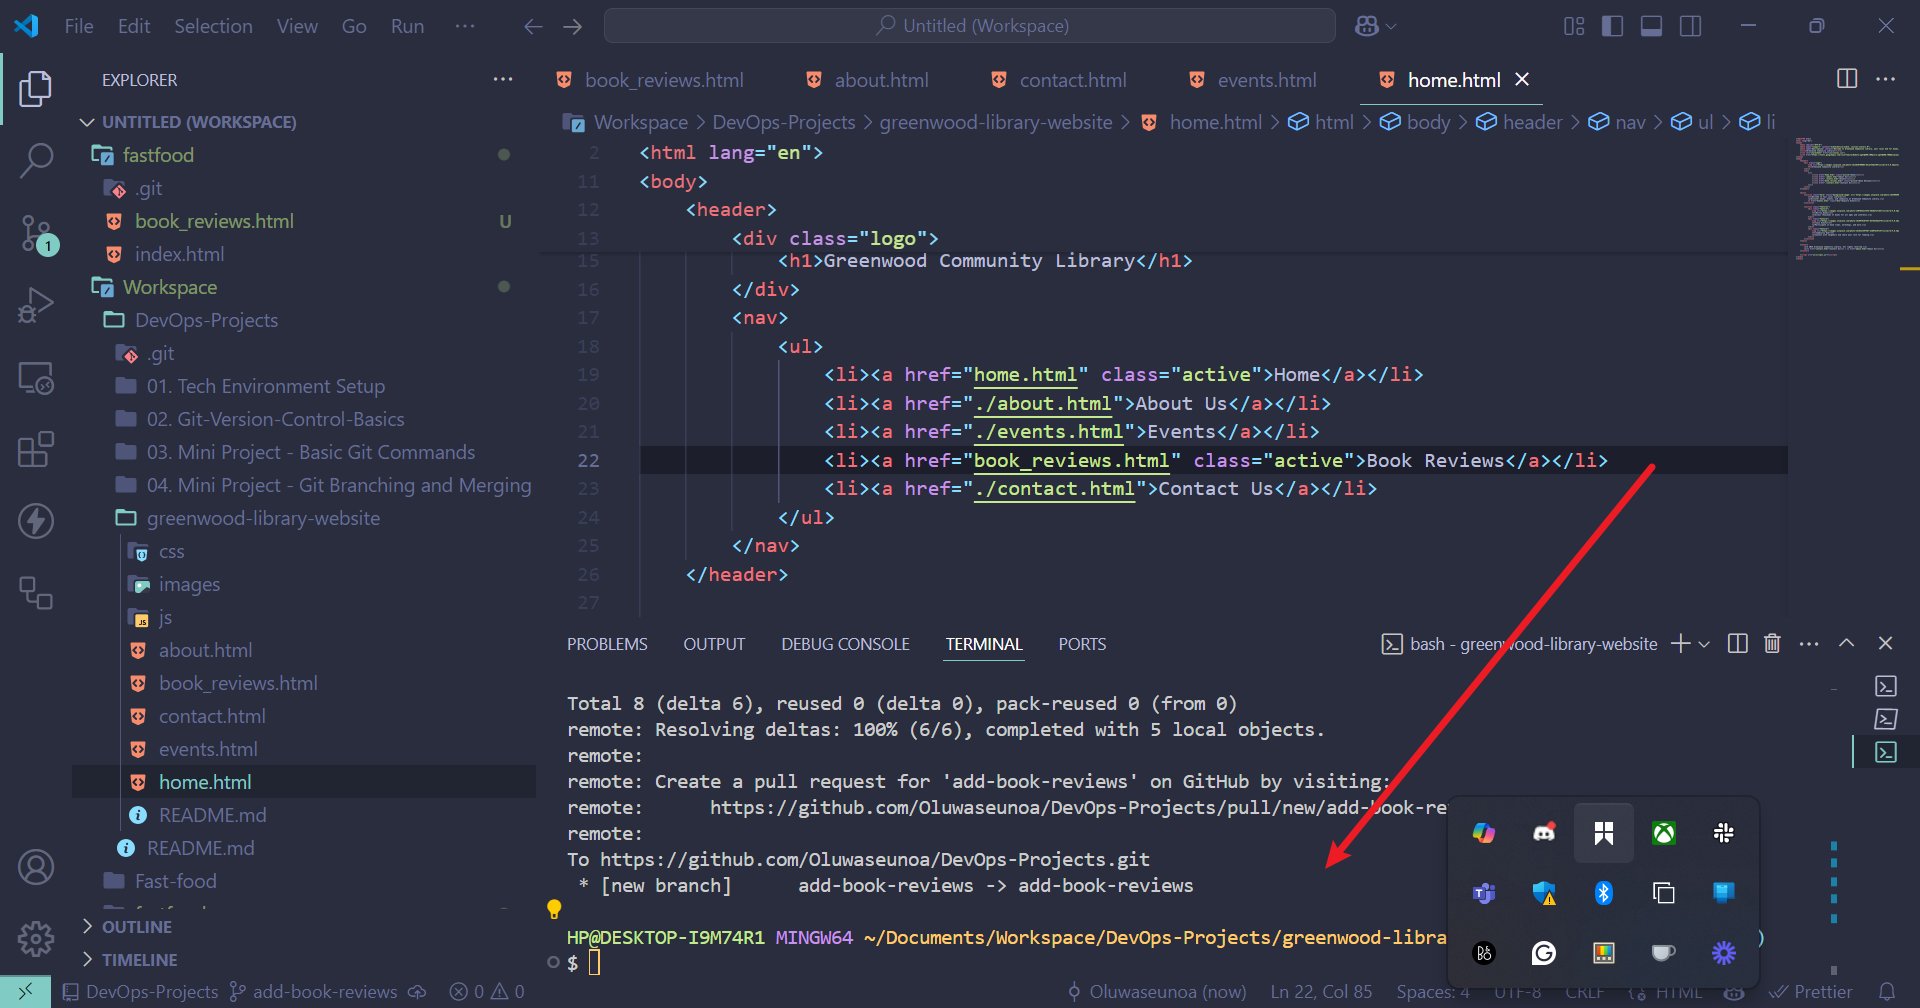 File Edit Selection View Go Run ···
Untitled (Workspace)
EXPLORER
UNTITLED (WORKSPACE)
fastfood
.git
book_reviews.html U
index.html
Workspace
DevOps-Projects
.git
01. Tech Environment Setup
02. Git-Version-Control-Basics
03. Mini Project - Basic Git Commands
04. Mini Project - Git Branching and Merging
greenwood-library-website
css
images
js
about.html
book_reviews.html
contact.html
events.html
home.html
README.md
README.md
Fast-food
OUTLINE
TIMELINE
1
book_reviews.html about.html contact.html events.html home.html
Workspace > DevOps-Projects > greenwood-library-website > home.html > html > body > header > nav > ul > li
2 <html lang="en">
11 <body>
12 <header>
13 <div class="logo">
15 <h1>Greenwood Community Library</h1>
16 </div>
17 <nav>
18 <ul>
19 <li><a href="home.html" class="active">Home</a></li>
20 <li><a href="./about.html">About Us</a></li>
21 <li><a href="./events.html">Events</a></li>
22 <li><a href="book_reviews.html" class="active">Book Reviews</a></li>
23 <li><a href="./contact.html">Contact Us</a></li>
24 </ul>
25 </nav>
26 </header>
27
PROBLEMS OUTPUT DEBUG CONSOLE TERMINAL PORTS
bash - greenwood-library-website
Total 8 (delta 6), reused 0 (delta 0), pack-reused 0 (from 0)
remote: Resolving deltas: 100% (6/6), completed with 5 local objects.
remote:
remote: Create a pull request for 'add-book-reviews' on GitHub by visiting:
remote: https://github.com/Oluwaseunoa/DevOps-Projects/pull/new/add-book-re
remote:
To https://github.com/Oluwaseunoa/DevOps-Projects.git
* [new branch] add-book-reviews -> add-book-reviews
HP@DESKTOP-I9M74R1 MINGW64 ~/Documents/Workspace/DevOps-Projects/greenwood-libra
$
DevOps-Projects add-book-reviews 0 0 Oluwaseunoa (now) Ln 22, Col 85 Spaces: 4 UTF-8 CRLF HTML Prettier